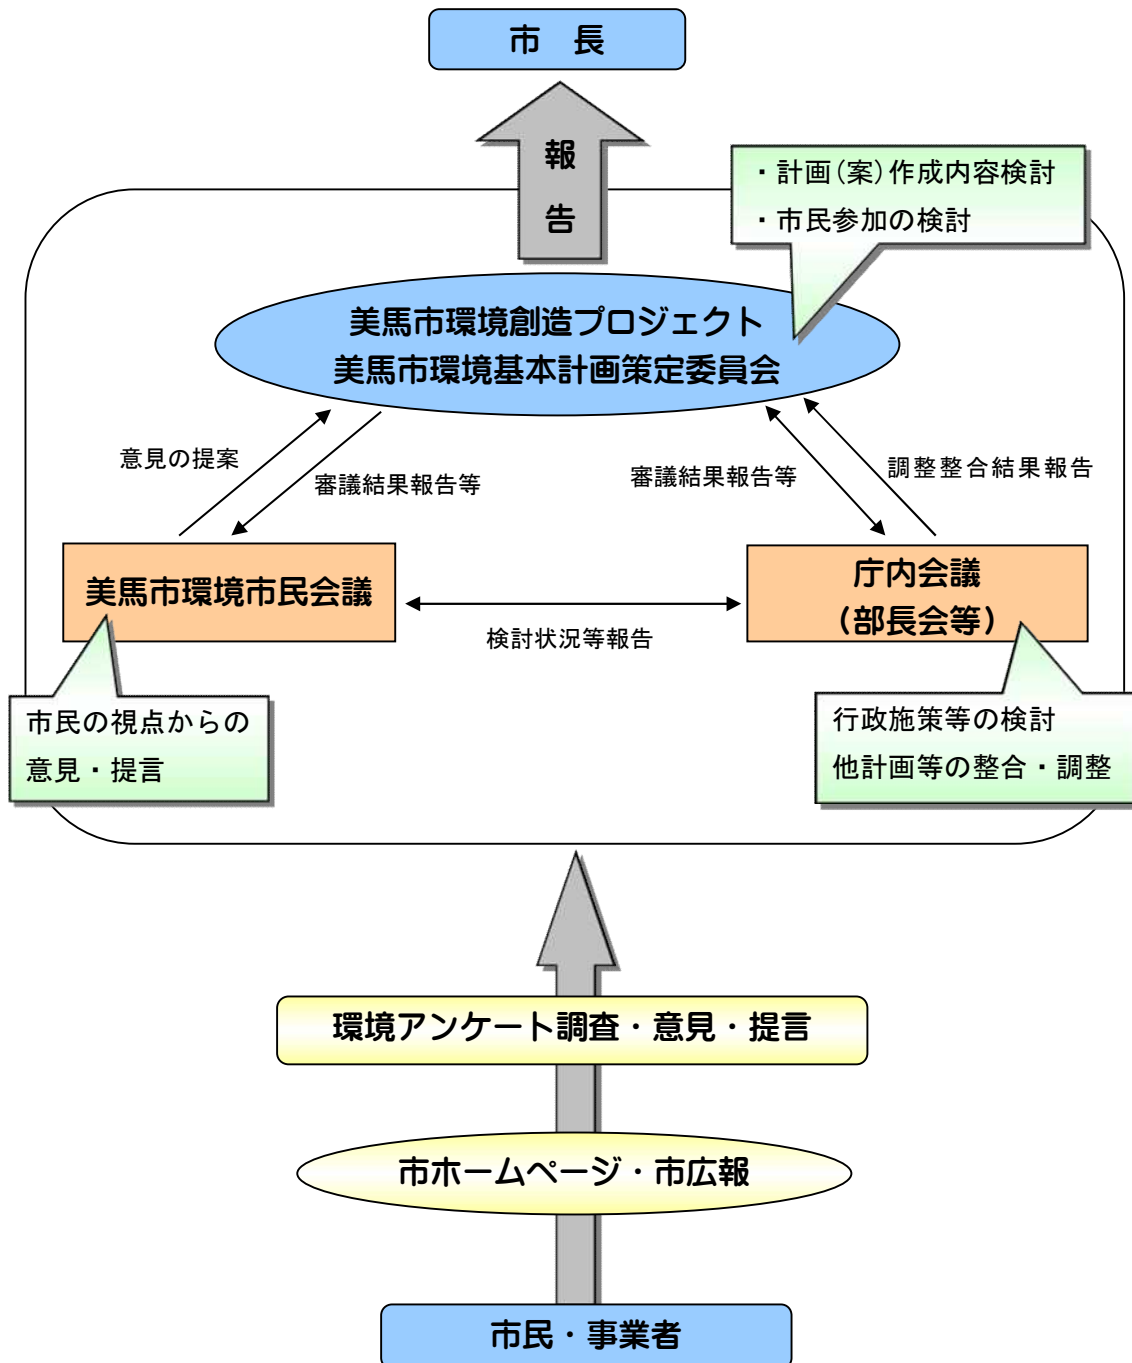 市　長
報
告
・計画(案)作成内容検討
・市民参加の検討
美馬市環境創造プロジェクト
美馬市環境基本計画策定委員会
意見の提案
審議結果報告等
審議結果報告等
調整整合結果報告
美馬市環境市民会議
検討状況等報告
庁内会議
（部長会等）
市民の視点からの
意見・提言
行政施策等の検討
他計画等の整合・調整
環境アンケート調査・意見・提言
市ホームページ・市広報
市民・事業者